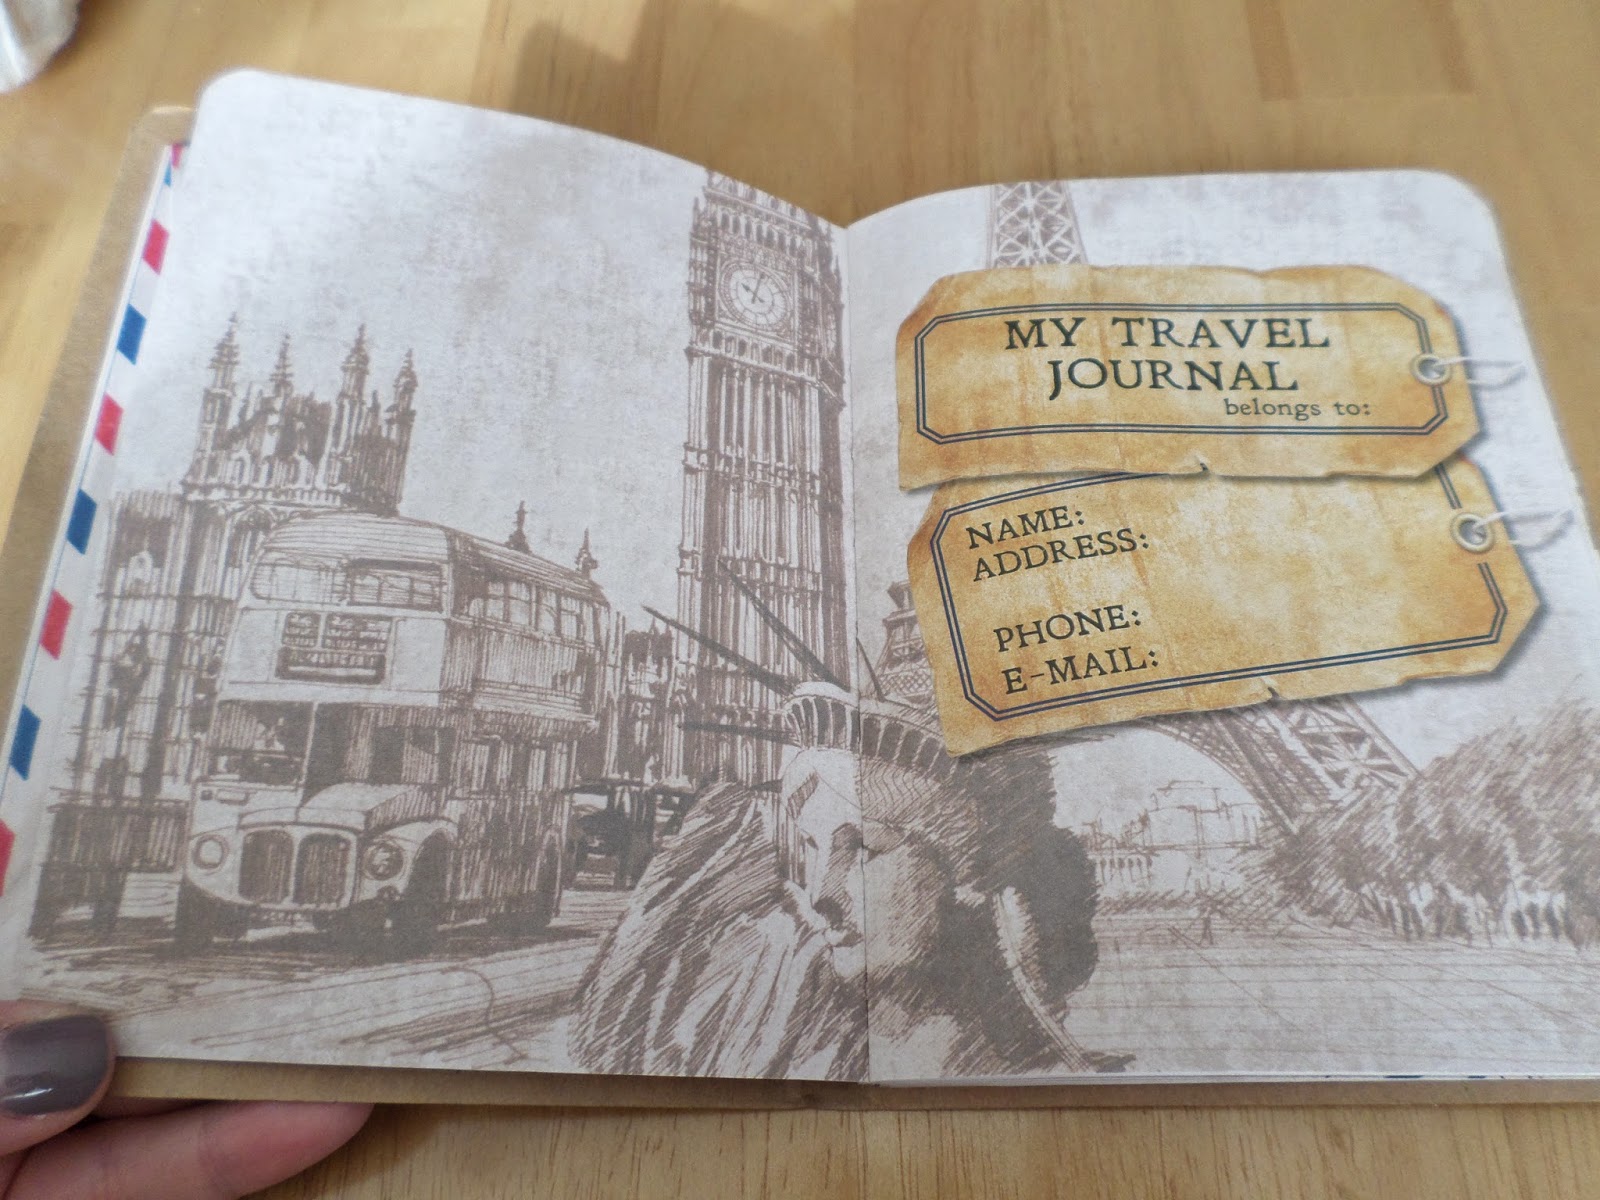 MY TRAVEL
JOURNAL
belongs to:
NAME:
ADDRESS:
PHONE:
E-MAIL: